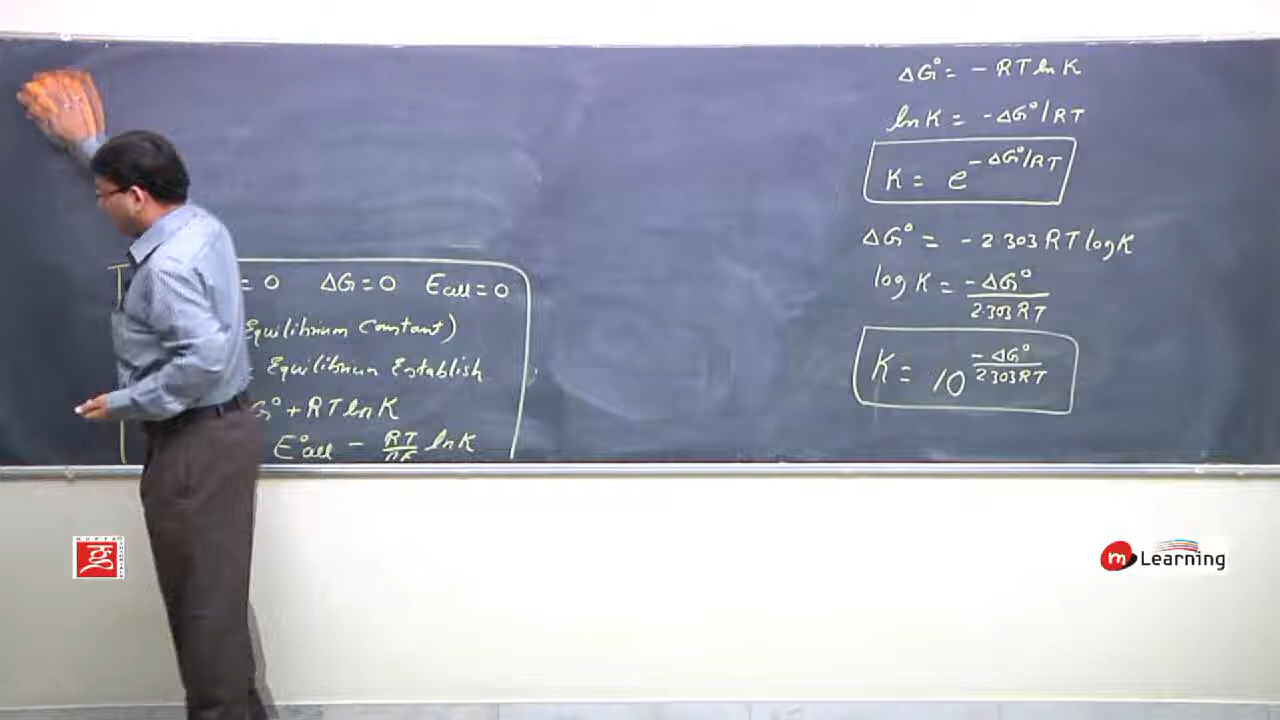 = 0 ΔG = 0 Ecell = 0
Equilibrium Constant)
Equilibrium Establish
G° + RT ln K
E°cell - RT/nF ln K
ΔG° = - RT ln K
ln K = - ΔG°/RT
K = e^-ΔG°/RT
ΔG° = - 2.303 RT log K
log K = -ΔG°/2.303 RT
K = 10^-ΔG°/2.303 RT
GUPTA TUTORIALS
m Learning